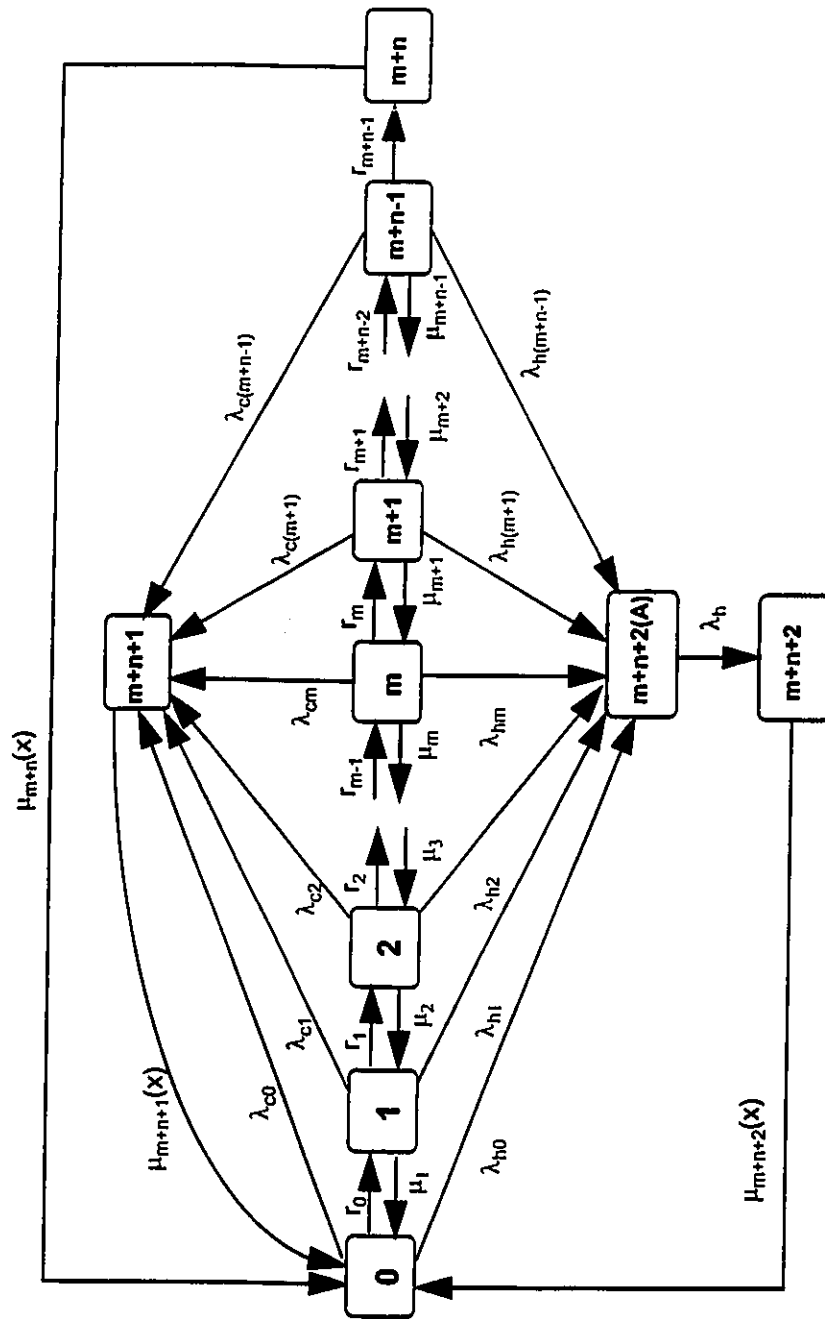 μm+n(x)
μm+n+1(x)
m+n+1
λc0
λc1
λc2
λcm
λc(m+1)
λc(m+n-1)
0
r0
μ1
1
r1
μ2
2
r2
μ3
rm-1
μm
m
rm
μm+1
m+1
rm+1
μm+2
rm+n-2
μm+n-1
m+n-1
rm+n-1
m+n
λh0
λh1
λh2
λhm
λh(m+1)
λh(m+n-1)
m+n+2(A)
λh
m+n+2
μm+n+2(x)